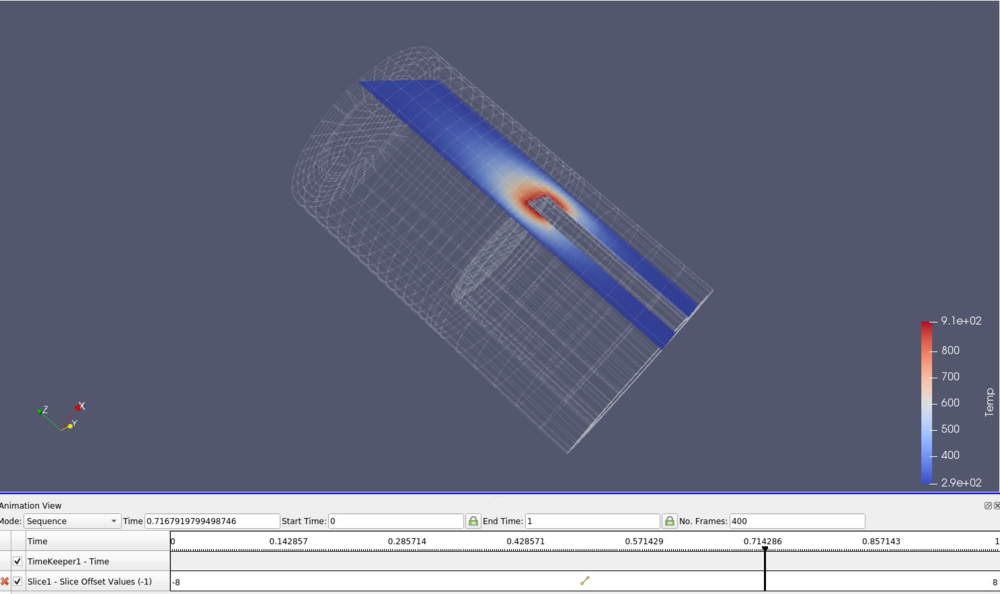 9.1e+02
800
700
600
500
400
2.9e+02
Temp
Z X Y
Animation View
Mode: Sequence Time 0.7167919799498746 Start Time: 0 End Time: 1 No. Frames: 400
Time 0 0.142857 0.285714 0.428571 0.571429 0.714286 0.857143 1
TimeKeeper1 - Time
Slice1 - Slice Offset Values (-1) -8 8